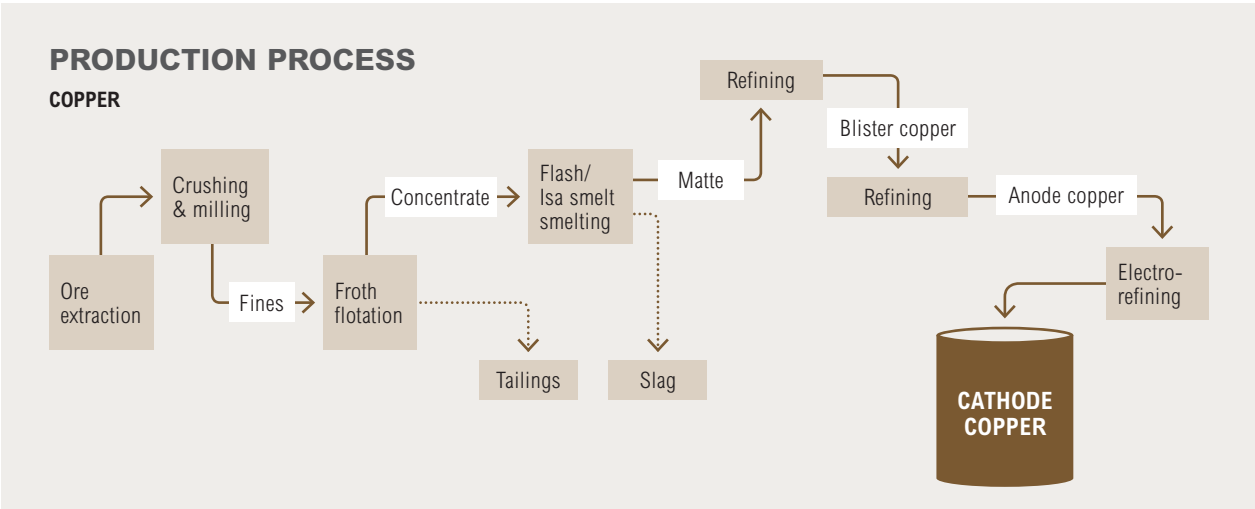 PRODUCTION PROCESS
COPPER
Ore
extraction
Crushing
& milling
Fines
Froth
flotation
Tailings
Concentrate
Flash/
Isa smelt
smelting
Slag
Matte
Refining
Blister copper
Refining
Anode copper
Electro-
refining
CATHODE
COPPER